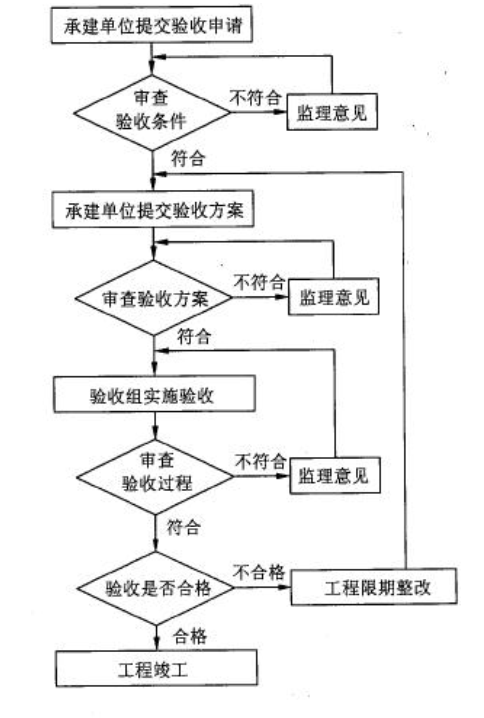 承建单位提交验收申请
审查
验收条件
不符合
监理意见
符合
承建单位提交验收方案
审查验收方案
不符合
监理意见
符合
验收组实施验收
审查
验收过程
不符合
监理意见
符合
验收是否合格
不合格
工程限期整改
合格
工程竣工